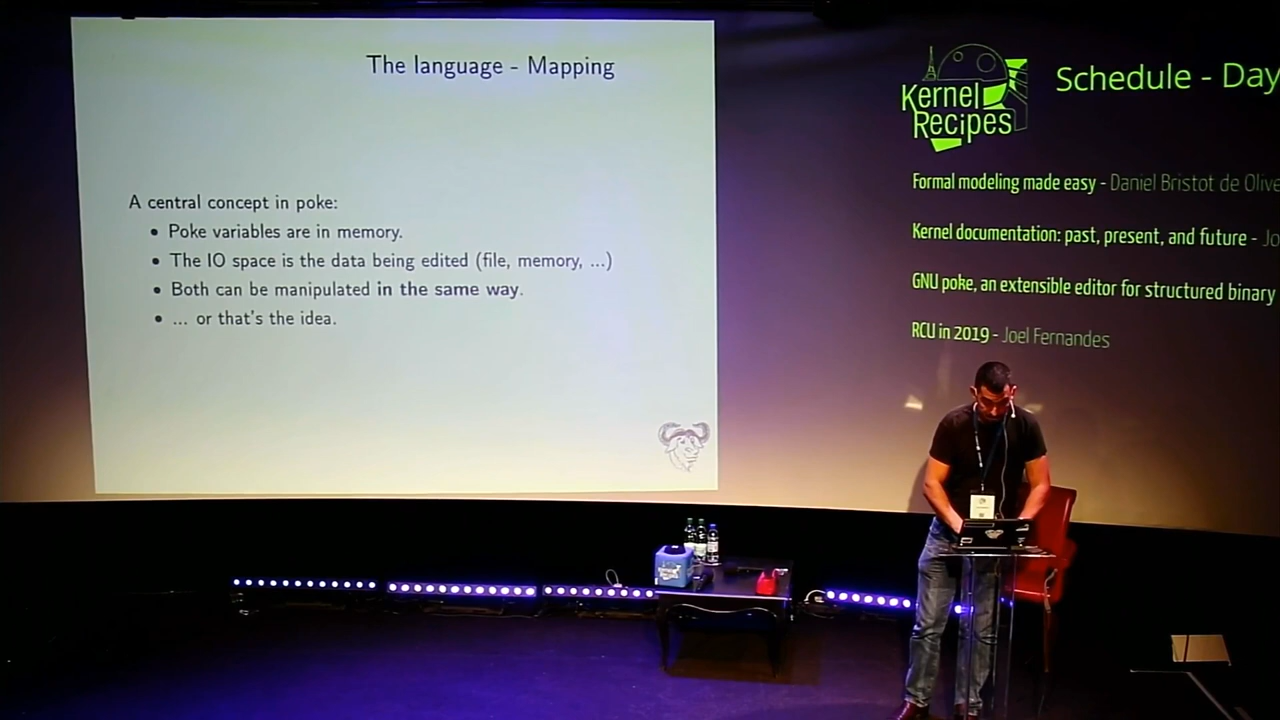 The language - Mapping
A central concept in poke:
• Poke variables are in memory.
• The IO space is the data being edited (file, memory, ...)
• Both can be manipulated in the same way.
• ... or that's the idea.
Kernel
Recipes
Schedule - Day
Formal modeling made easy - Daniel Bristot de Olive
Kernel documentation: past, present, and future - Jo
GNU poke, an extensible editor for structured binary
RCU in 2019 - Joel Fernandes